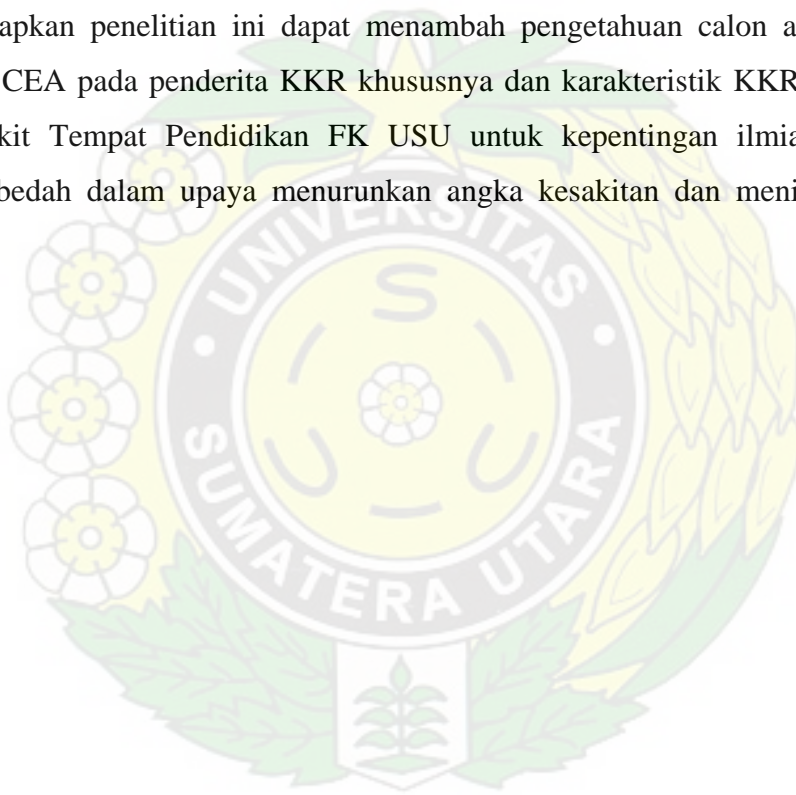 apkan penelitian ini dapat menambah pengetahuan calon a
CEA pada penderita KKR khususnya dan karakteristik KKR
kit Tempat Pendidikan FK USU untuk kepentingan ilmia
bedah dalam upaya menurunkan angka kesakitan dan meni
UNIVERSITAS
S
U U
SUMATERA UTARA